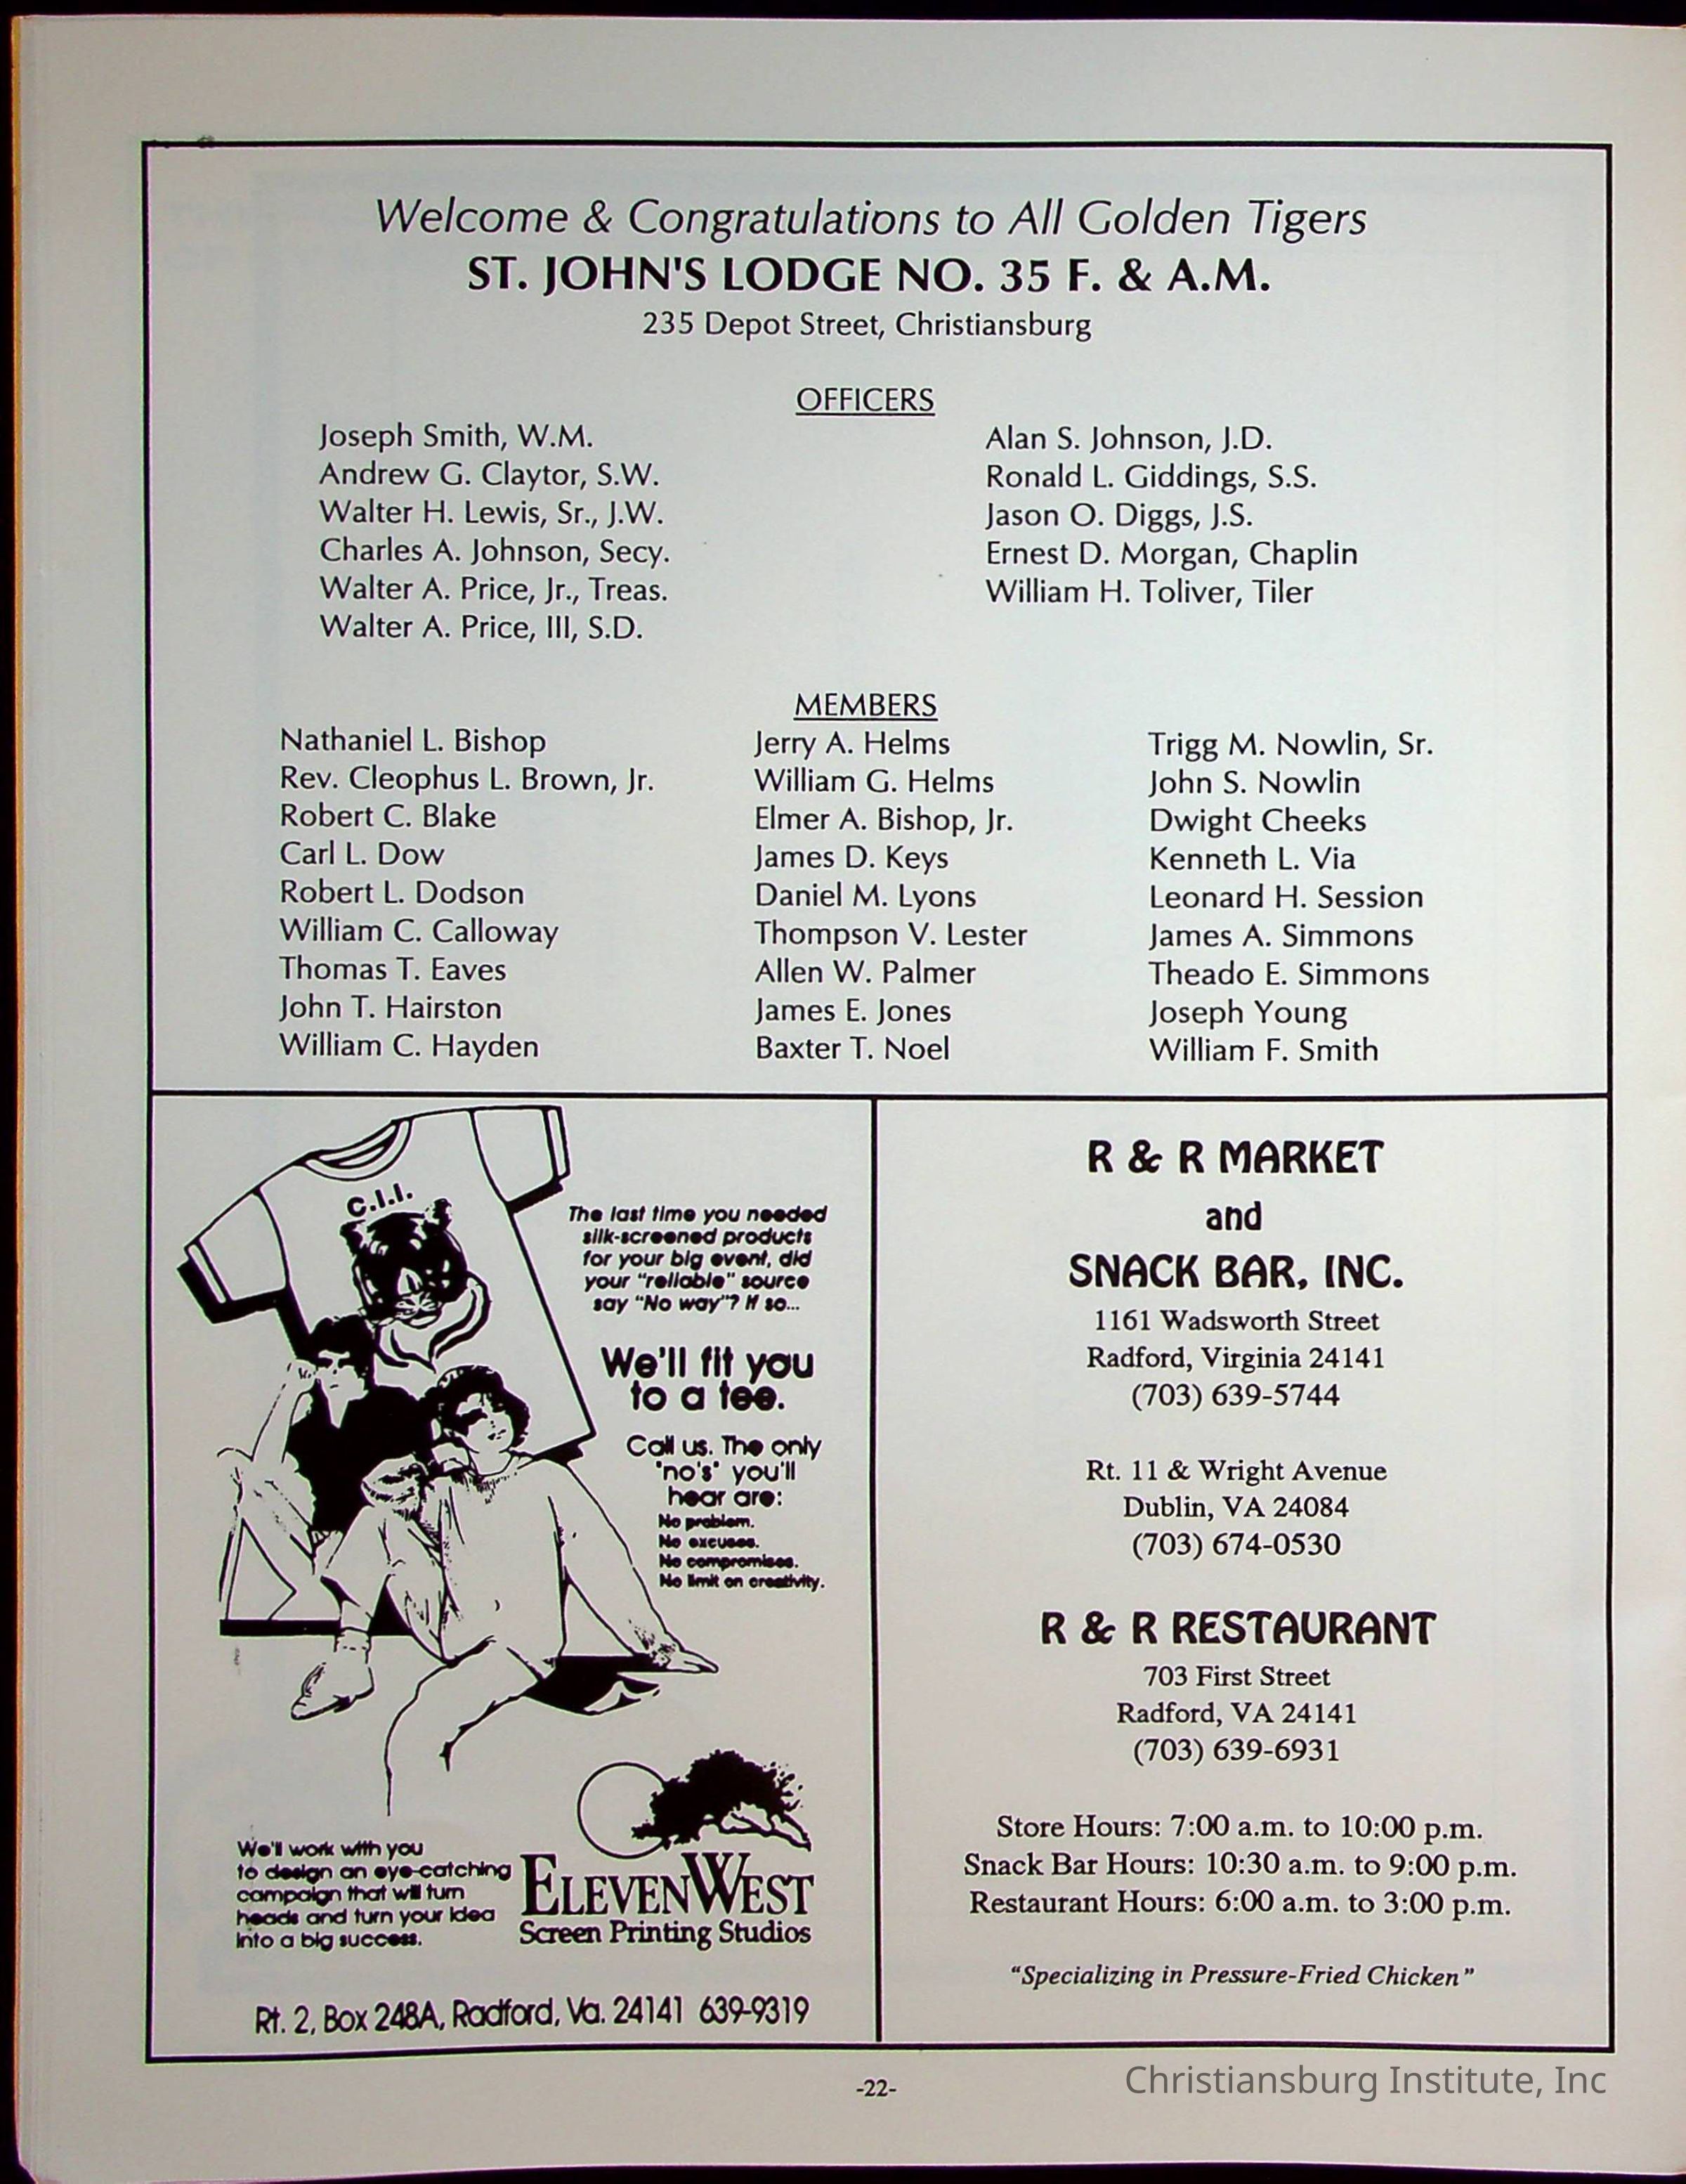 Welcome & Congratulations to All Golden Tigers
ST. JOHN'S LODGE NO. 35 F. & A.M.
235 Depot Street, Christiansburg
OFFICERS
Joseph Smith, W.M.
Andrew G. Claytor, S.W.
Walter H. Lewis, Sr., J.W.
Charles A. Johnson, Secy.
Walter A. Price, Jr., Treas.
Walter A. Price, III, S.D.
Alan S. Johnson, J.D.
Ronald L. Giddings, S.S.
Jason O. Diggs, J.S.
Ernest D. Morgan, Chaplin
William H. Toliver, Tiler
MEMBERS
Nathaniel L. Bishop
Rev. Cleophus L. Brown, Jr.
Robert C. Blake
Carl L. Dow
Robert L. Dodson
William C. Calloway
Thomas T. Eaves
John T. Hairston
William C. Hayden
Jerry A. Helms
William G. Helms
Elmer A. Bishop, Jr.
James D. Keys
Daniel M. Lyons
Thompson V. Lester
Allen W. Palmer
James E. Jones
Baxter T. Noel
Trigg M. Nowlin, Sr.
John S. Nowlin
Dwight Cheeks
Kenneth L. Via
Leonard H. Session
James A. Simmons
Theado E. Simmons
Joseph Young
William F. Smith
C.I.I.
The last time you needed
silk-screened products
for your big event, did
your "reliable" source
say "No way"? If so...
We'll fit you
to a tee.
Call us. The only
"no's" you'll
hear are:
No problem.
No excuses.
No compromises.
No limit on creativity.
We'll work with you
to design an eye-catching
campaign that will turn
heads and turn your idea
into a big success.
ELEVENWEST
Screen Printing Studios
Rt. 2, Box 248A, Radford, Va. 24141 639-9319
R & R MARKET
and
SNACK BAR, INC.
1161 Wadsworth Street
Radford, Virginia 24141
(703) 639-5744
Rt. 11 & Wright Avenue
Dublin, VA 24084
(703) 674-0530
R & R RESTAURANT
703 First Street
Radford, VA 24141
(703) 639-6931
Store Hours: 7:00 a.m. to 10:00 p.m.
Snack Bar Hours: 10:30 a.m. to 9:00 p.m.
Restaurant Hours: 6:00 a.m. to 3:00 p.m.
"Specializing in Pressure-Fried Chicken"
-22-
Christiansburg Institute, Inc